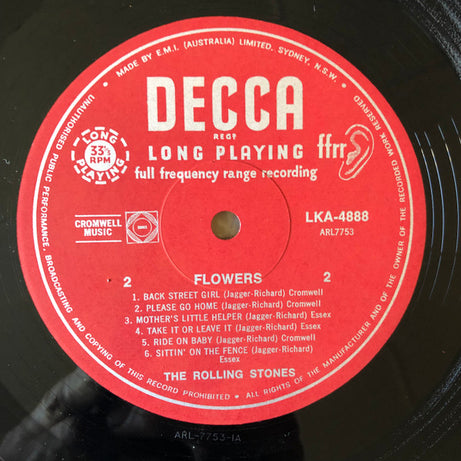 MADE BY E.M.I. (AUSTRALIA) LIMITED. SYDNEY, N.S.W. •
UNAUTHORISED PUBLIC PERFORMANCE, BROADCASTING AND COPYING OF THIS RECORD PROHIBITED • ALL RIGHTS OF THE MANUFACTURER AND OF THE OWNER OF THE RECORDED WORK RESERVED
DECCA
REGD
LONG PLAYING
33⅓ RPM
LONG PLAYING
ffrr
full frequency range recording
CROMWELL MUSIC
LKA-4888
ARL7753
2 FLOWERS 2
1. BACK STREET GIRL (Jagger-Richard) Cromwell
2. PLEASE GO HOME (Jagger-Richard) Cromwell
3. MOTHER'S LITTLE HELPER (Jagger-Richard) Essex
4. TAKE IT OR LEAVE IT (Jagger-Richard) Essex
5. RIDE ON BABY (Jagger-Richard) Cromwell
6. SITTIN' ON THE FENCE (Jagger-Richard)
Essex
THE ROLLING STONES
ARL-7753-1A